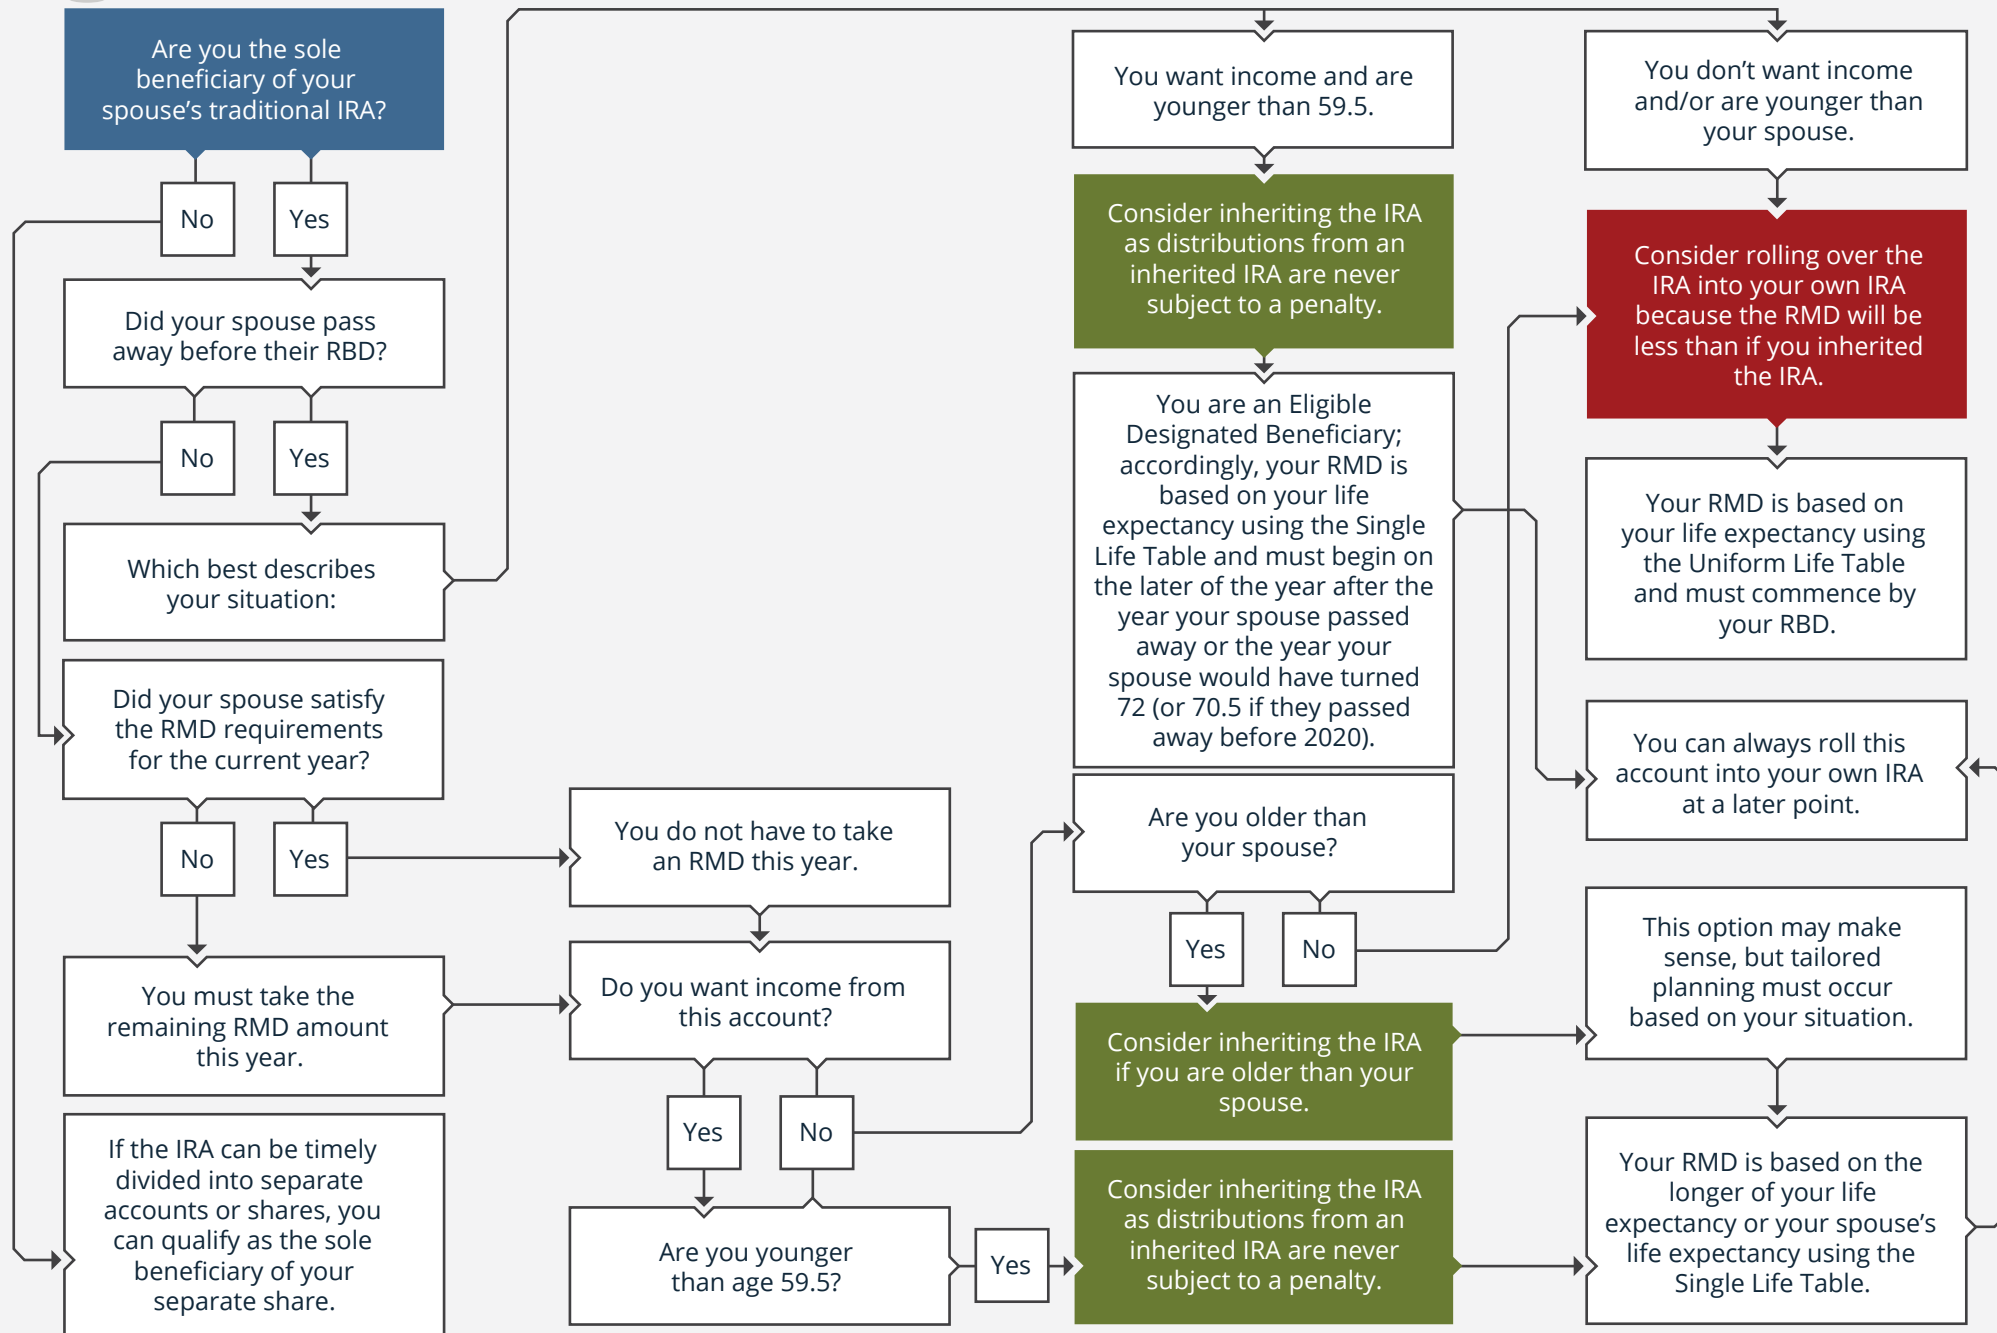 Are you the sole
beneficiary of your
spouse’s traditional IRA?
No
Yes
Did your spouse pass
away before their RBD?
No
Yes
Which best describes
your situation:
Did your spouse satisfy
the RMD requirements
for the current year?
No
Yes
You must take the
remaining RMD amount
this year.
If the IRA can be timely
divided into separate
accounts or shares, you
can qualify as the sole
beneficiary of your
separate share.
You do not have to take
an RMD this year.
Do you want income from
this account?
Yes
No
Are you younger
than age 59.5?
Yes
You want income and are
younger than 59.5.
Consider inheriting the IRA
as distributions from an
inherited IRA are never
subject to a penalty.
You are an Eligible
Designated Beneficiary;
accordingly, your RMD is
based on your life
expectancy using the Single
Life Table and must begin on
the later of the year after the
year your spouse passed
away or the year your
spouse would have turned
72 (or 70.5 if they passed
away before 2020).
Are you older than
your spouse?
Yes
No
Consider inheriting the IRA
if you are older than your
spouse.
Consider inheriting the IRA
as distributions from an
inherited IRA are never
subject to a penalty.
You don’t want income
and/or are younger than
your spouse.
Consider rolling over the
IRA into your own IRA
because the RMD will be
less than if you inherited
the IRA.
Your RMD is based on
your life expectancy using
the Uniform Life Table
and must commence by
your RBD.
You can always roll this
account into your own IRA
at a later point.
This option may make
sense, but tailored
planning must occur
based on your situation.
Your RMD is based on the
longer of your life
expectancy or your spouse’s
life expectancy using the
Single Life Table.